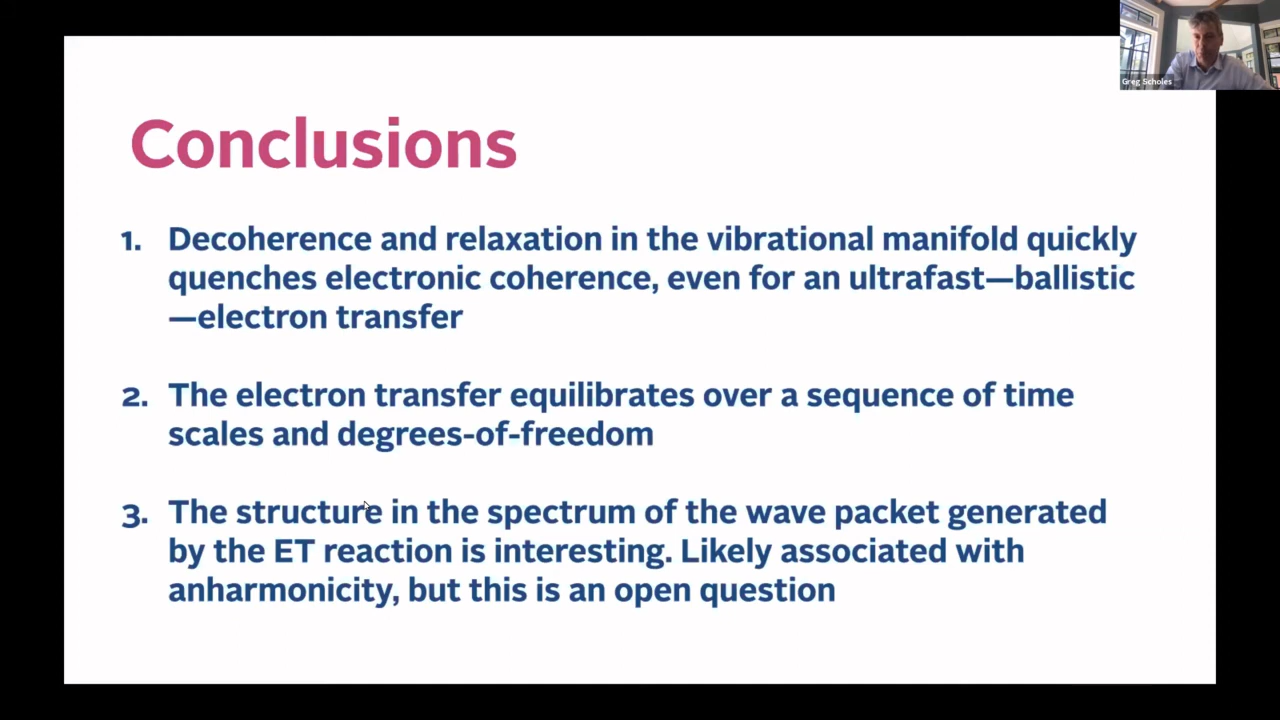 Greg Scholes
Conclusions
1. Decoherence and relaxation in the vibrational manifold quickly
quenches electronic coherence, even for an ultrafast—ballistic
—electron transfer
2. The electron transfer equilibrates over a sequence of time
scales and degrees-of-freedom
3. The structure in the spectrum of the wave packet generated
by the ET reaction is interesting. Likely associated with
anharmonicity, but this is an open question